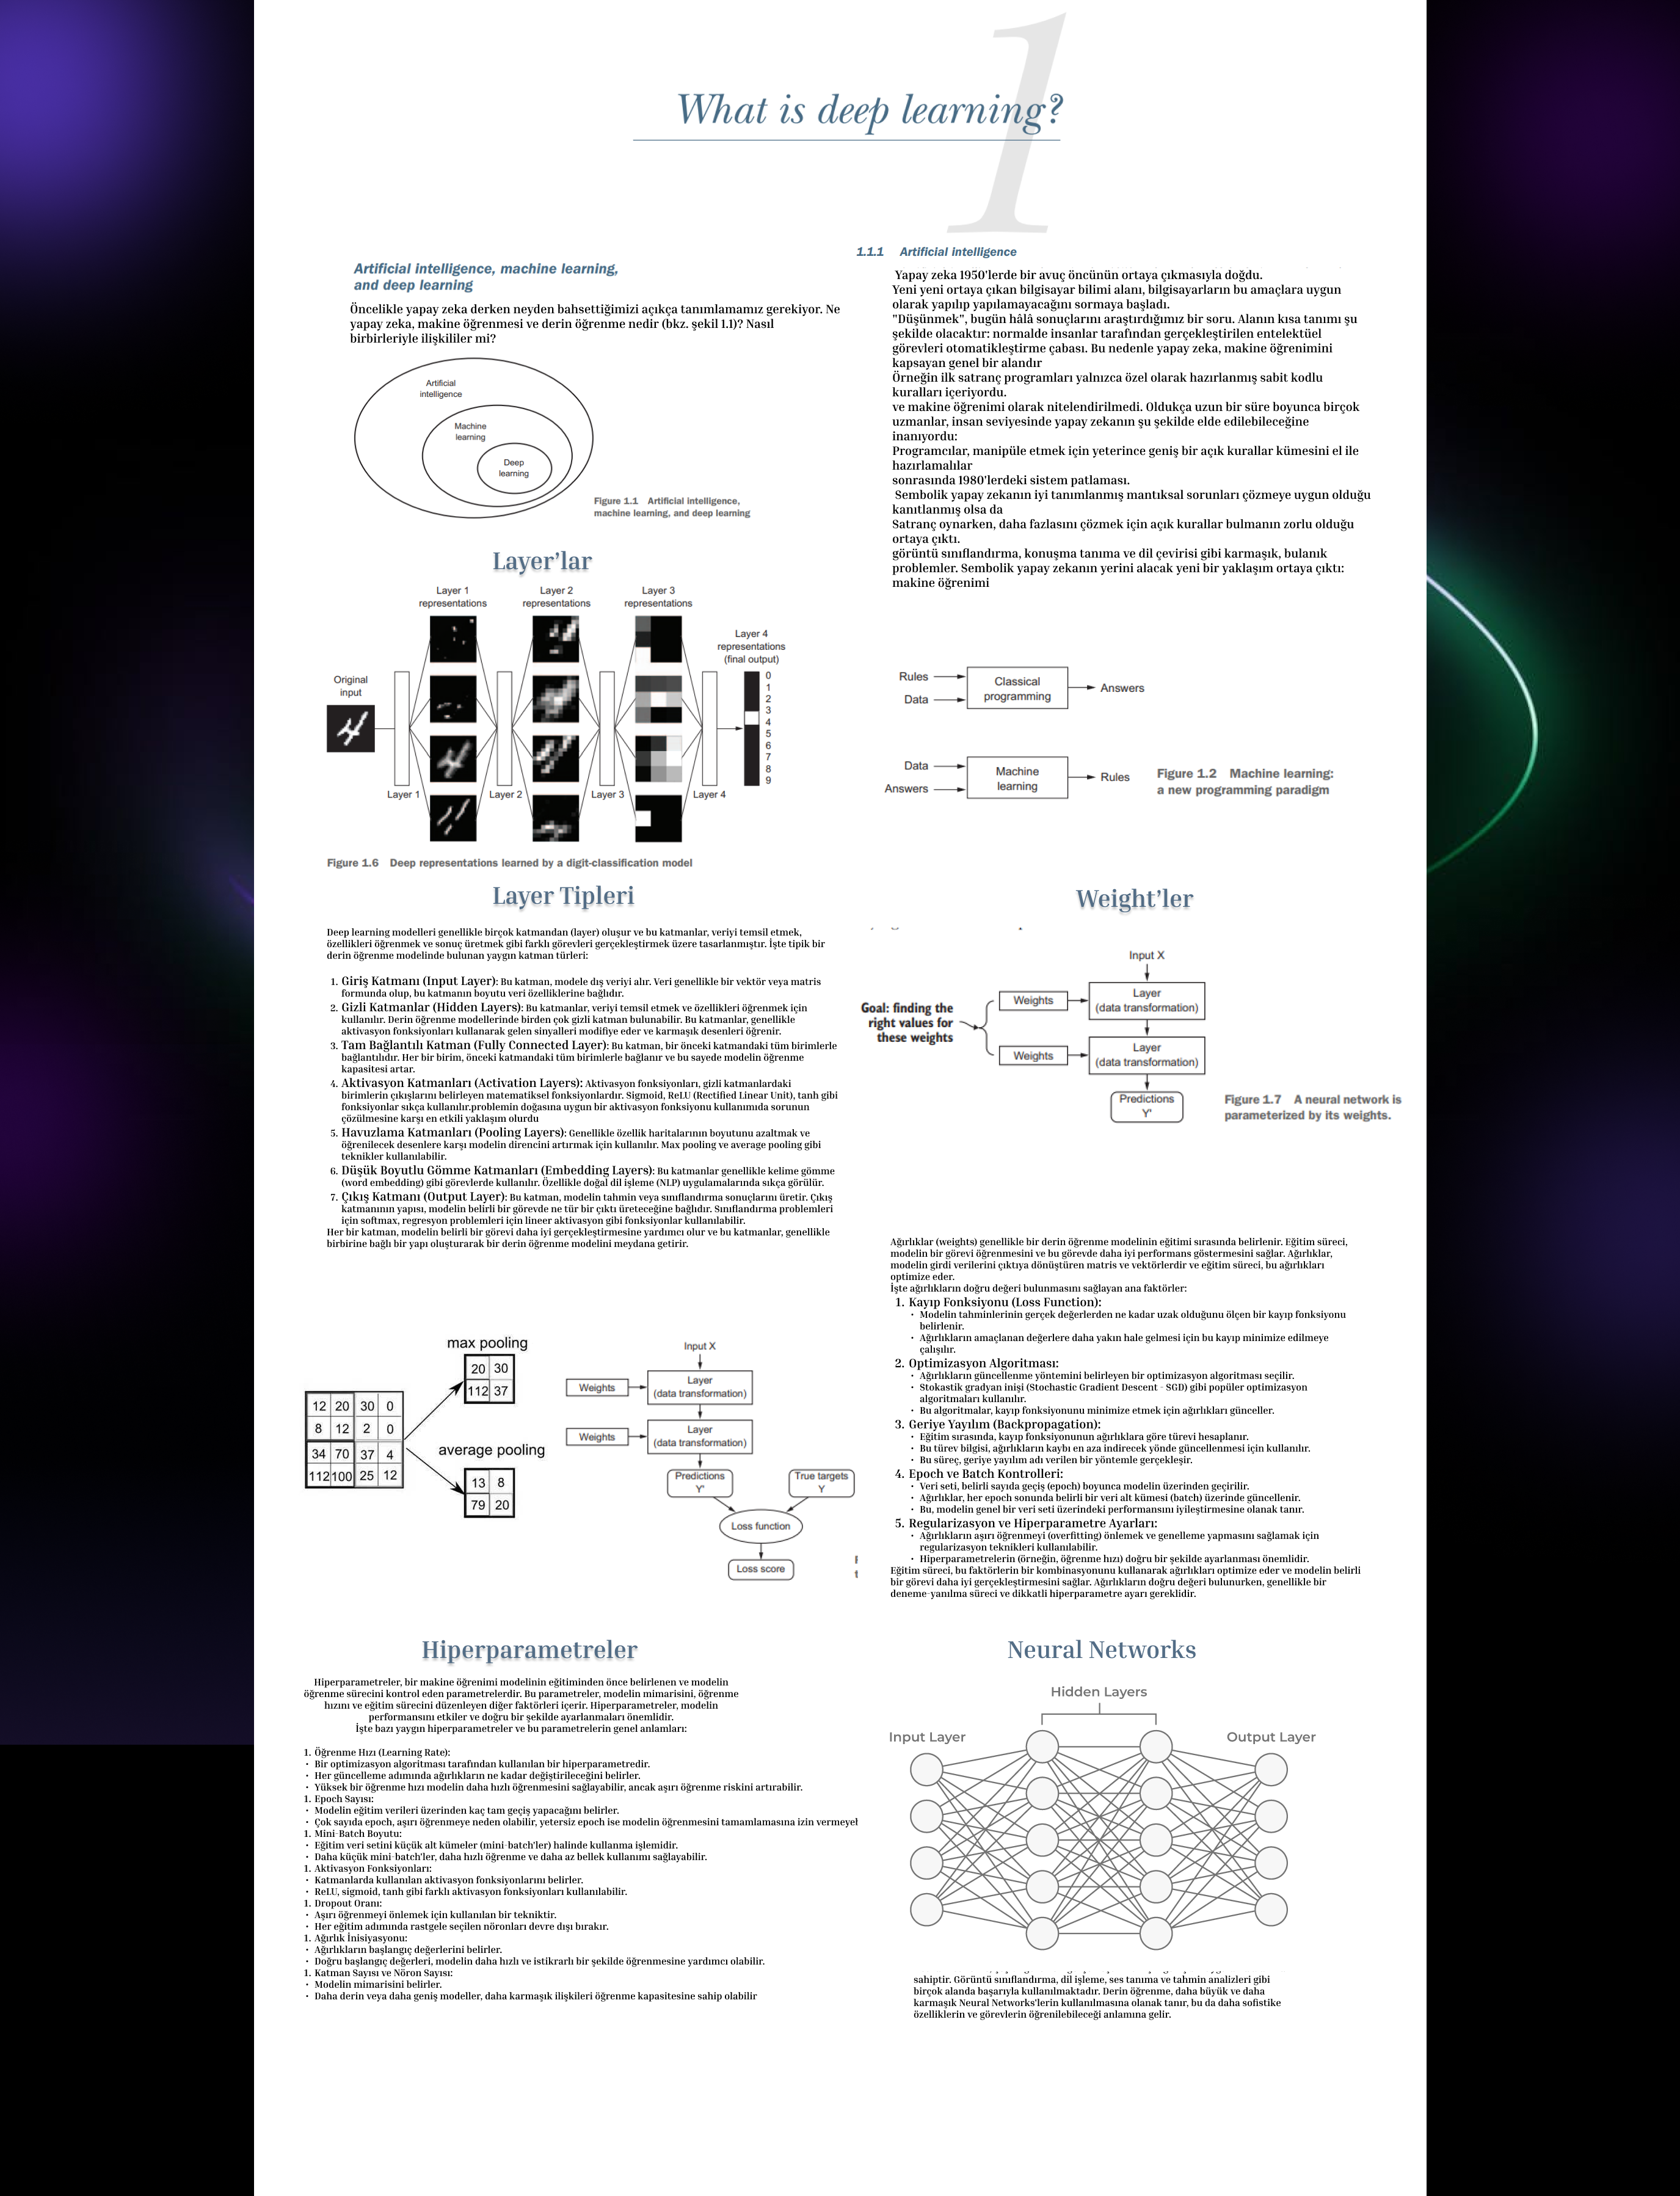 1
What is deep learning?
Artificial intelligence, machine learning,
and deep learning
Öncelikle yapay zeka derken neyden bahsettiğimizi açıkça tanımlamamız gerekiyor. Ne
yapay zeka, makine öğrenmesi ve derin öğrenme nedir (bkz. şekil 1.1)? Nasıl
birbirleriyle ilişkililer mi?
Artificial
intelligence
Machine
learning
Deep
learning
Figure 1.1 Artificial intelligence,
machine learning, and deep learning
1.1.1 Artificial intelligence
Yapay zeka 1950'lerde bir avuç öncünün ortaya çıkmasıyla doğdu.
Yeni yeni ortaya çıkan bilgisayar bilimi alanı, bilgisayarların bu amaçlara uygun
olarak yapılıp yapılamayacağını sormaya başladı.
"Düşünmek", bugün hâlâ sonuçlarını araştırdığımız bir soru. Alanın kısa tanımı şu
şekilde olacaktır: normalde insanlar tarafından gerçekleştirilen entelektüel
görevleri otomatikleştirme çabası. Bu nedenle yapay zeka, makine öğrenimini
kapsayan genel bir alandır
Örneğin ilk satranç programları yalnızca özel olarak hazırlanmış sabit kodlu
kuralları içeriyordu.
ve makine öğrenimi olarak nitelendirilmedi. Oldukça uzun bir süre boyunca birçok
uzmanlar, insan seviyesinde yapay zekanın şu şekilde elde edilebileceğine
inanıyordu:
Programcılar, manipüle etmek için yeterince geniş bir açık kurallar kümesini el ile
hazırlamalılar
sonrasında 1980'lerdeki sistem patlaması.
Sembolik yapay zekanın iyi tanımlanmış mantıksal sorunları çözmeye uygun olduğu
kanıtlanmış olsa da
Satranç oynarken, daha fazlasını çözmek için açık kurallar bulmanın zorlu olduğu
ortaya çıktı.
görüntü sınıflandırma, konuşma tanıma ve dil çevirisi gibi karmaşık, bulanık
problemler. Sembolik yapay zekanın yerini alacak yeni bir yaklaşım ortaya çıktı:
makine öğrenimi
Layer'lar
Layer 1
representations
Layer 2
representations
Layer 3
representations
Layer 4
representations
(final output)
Original
input
0
1
2
3
4
5
6
7
8
9
Layer 1
Layer 2
Layer 3
Layer 4
Figure 1.6 Deep representations learned by a digit-classification model
Rules
Data
Classical
programming
Answers
Data
Answers
Machine
learning
Rules
Figure 1.2 Machine learning:
a new programming paradigm
Layer Tipleri
Deep learning modelleri genellikle birçok katmandan (layer) oluşur ve bu katmanlar, veriyi temsil etmek,
özellikleri öğrenmek ve sonuç üretmek gibi farklı görevleri gerçekleştirmek üzere tasarlanmıştır. İşte tipik bir
derin öğrenme modelinde bulunan yaygın katman türleri:
1. Giriş Katmanı (Input Layer): Bu katman, modele dış veriyi alır. Veri genellikle bir vektör veya matris
formunda olup, bu katmanın boyutu veri özelliklerine bağlıdır.
2. Gizli Katmanlar (Hidden Layers): Bu katmanlar, veriyi temsil etmek ve özellikleri öğrenmek için
kullanılır. Derin öğrenme modellerinde birden çok gizli katman bulunabilir. Bu katmanlar, genellikle
aktivasyon fonksiyonları kullanarak gelen sinyalleri modifiye eder ve karmaşık desenleri öğrenir.
3. Tam Bağlantılı Katman (Fully Connected Layer): Bu katman, bir önceki katmandaki tüm birimlerle
bağlantılıdır. Her bir birim, önceki katmandaki tüm birimlerle bağlanır ve bu sayede modelin öğrenme
kapasitesi artar.
4. Aktivasyon Katmanları (Activation Layers): Aktivasyon fonksiyonları, gizli katmanlardaki
birimlerin çıkışlarını belirleyen matematiksel fonksiyonlardır. Sigmoid, ReLU (Rectified Linear Unit), tanh gibi
fonksiyonlar sıkça kullanılır.problemin doğasına uygun bir aktivasyon fonksiyonu kullanımıda sorunun
çözülmesine karşı en etkili yaklaşım olurdu
5. Havuzlama Katmanları (Pooling Layers): Genellikle özellik haritalarının boyutunu azaltmak ve
öğrenilecek desenlere karşı modelin direncini artırmak için kullanılır. Max pooling ve average pooling gibi
teknikler kullanılabilir.
6. Düşük Boyutlu Gömme Katmanları (Embedding Layers): Bu katmanlar genellikle kelime gömme
(word embedding) gibi görevlerde kullanılır. Özellikle doğal dil işleme (NLP) uygulamalarında sıkça görülür.
7. Çıkış Katmanı (Output Layer): Bu katman, modelin tahmin veya sınıflandırma sonuçlarını üretir. Çıkış
katmanının yapısı, modelin belirli bir görevde ne tür bir çıktı üreteceğine bağlıdır. Sınıflandırma problemleri
için softmax, regresyon problemleri için lineer aktivasyon gibi fonksiyonlar kullanılabilir.
Her bir katman, modelin belirli bir görevi daha iyi gerçekleştirmesine yardımcı olur ve bu katmanlar, genellikle
birbirine bağlı bir yapı oluşturarak bir derin öğrenme modelini meydana getirir.
Weight'ler
Input X
Goal: finding the
right values for
these weights
Weights
Layer
(data transformation)
Weights
Layer
(data transformation)
Predictions
Y'
Figure 1.7 A neural network is
parameterized by its weights.
Ağırlıklar (weights) genellikle bir derin öğrenme modelinin eğitimi sırasında belirlenir. Eğitim süreci,
modelin bir görevi öğrenmesini ve bu görevde daha iyi performans göstermesini sağlar. Ağırlıklar,
modelin girdi verilerini çıktıya dönüştüren matris ve vektörlerdir ve eğitim süreci, bu ağırlıkları
optimize eder.
İşte ağırlıkların doğru değeri bulunmasını sağlayan ana faktörler:
1. Kayıp Fonksiyonu (Loss Function):
• Modelin tahminlerinin gerçek değerlerden ne kadar uzak olduğunu ölçen bir kayıp fonksiyonu
belirlenir.
• Ağırlıkların amaçlanan değerlere daha yakın hale gelmesi için bu kayıp minimize edilmeye
çalışılır.
2. Optimizasyon Algoritması:
• Ağırlıkların güncellenme yöntemini belirleyen bir optimizasyon algoritması seçilir.
• Stokastik gradyan inişi (Stochastic Gradient Descent - SGD) gibi popüler optimizasyon
algoritmaları kullanılır.
• Bu algoritmalar, kayıp fonksiyonunu minimize etmek için ağırlıkları günceller.
3. Geriye Yayılım (Backpropagation):
• Eğitim sırasında, kayıp fonksiyonunun ağırlıklara göre türevi hesaplanır.
• Bu türev bilgisi, ağırlıkların kaybı en aza indirecek yönde güncellenmesi için kullanılır.
• Bu süreç, geriye yayılım adı verilen bir yöntemle gerçekleşir.
4. Epoch ve Batch Kontrolleri:
• Veri seti, belirli sayıda geçiş (epoch) boyunca modelin üzerinden geçirilir.
• Ağırlıklar, her epoch sonunda belirli bir veri alt kümesi (batch) üzerinde güncellenir.
• Bu, modelin genel bir veri seti üzerindeki performansını iyileştirmesine olanak tanır.
5. Regularizasyon ve Hiperparametre Ayarları:
• Ağırlıkların aşırı öğrenmeyi (overfitting) önlemek ve genelleme yapmasını sağlamak için
regularizasyon teknikleri kullanılabilir.
• Hiperparametrelerin (örneğin, öğrenme hızı) doğru bir şekilde ayarlanması önemlidir.
Eğitim süreci, bu faktörlerin bir kombinasyonunu kullanarak ağırlıkları optimize eder ve modelin belirli
bir görevi daha iyi gerçekleştirmesini sağlar. Ağırlıkların doğru değeri bulunurken, genellikle bir
deneme-yanılma süreci ve dikkatli hiperparametre ayarı gereklidir.
max pooling
20 30
112 37
12 20 30 0
8 12 2 0
34 70 37 4
112 100 25 12
average pooling
13 8
79 20
Input X
Weights
Layer
(data transformation)
Weights
Layer
(data transformation)
Predictions
Y'
True targets
Y
Loss function
Loss score
Hiperparametreler
Hiperparametreler, bir makine öğrenimi modelinin eğitiminden önce belirlenen ve modelin
öğrenme sürecini kontrol eden parametrelerdir. Bu parametreler, modelin mimarisini, öğrenme
hızını ve eğitim sürecini düzenleyen diğer faktörleri içerir. Hiperparametreler, modelin
performansını etkiler ve doğru bir şekilde ayarlanmaları önemlidir.
İşte bazı yaygın hiperparametreler ve bu parametrelerin genel anlamları:
1. Öğrenme Hızı (Learning Rate):
• Bir optimizasyon algoritması tarafından kullanılan bir hiperparametredir.
• Her güncelleme adımında ağırlıkların ne kadar değiştirileceğini belirler.
• Yüksek bir öğrenme hızı modelin daha hızlı öğrenmesini sağlayabilir, ancak aşırı öğrenme riskini artırabilir.
1. Epoch Sayısı:
• Modelin eğitim verileri üzerinden kaç tam geçiş yapacağını belirler.
• Çok sayıda epoch, aşırı öğrenmeye neden olabilir, yetersiz epoch ise modelin öğrenmesini tamamlamasına izin vermeyel
1. Mini-Batch Boyutu:
• Eğitim veri setini küçük alt kümeler (mini-batch'ler) halinde kullanma işlemidir.
• Daha küçük mini-batch'ler, daha hızlı öğrenme ve daha az bellek kullanımı sağlayabilir.
1. Aktivasyon Fonksiyonları:
• Katmanlarda kullanılan aktivasyon fonksiyonlarını belirler.
• ReLU, sigmoid, tanh gibi farklı aktivasyon fonksiyonları kullanılabilir.
1. Dropout Oranı:
• Aşırı öğrenmeyi önlemek için kullanılan bir tekniktir.
• Her eğitim adımında rastgele seçilen nöronları devre dışı bırakır.
1. Ağırlık İnisiyasyonu:
• Ağırlıkların başlangıç değerlerini belirler.
• Doğru başlangıç değerleri, modelin daha hızlı ve istikrarlı bir şekilde öğrenmesine yardımcı olabilir.
1. Katman Sayısı ve Nöron Sayısı:
• Modelin mimarisini belirler.
• Daha derin veya daha geniş modeller, daha karmaşık ilişkileri öğrenme kapasitesine sahip olabilir
Neural Networks
Hidden Layers
Input Layer
Output Layer
sahiptir. Görüntü sınıflandırma, dil işleme, ses tanıma ve tahmin analizleri gibi
birçok alanda başarıyla kullanılmaktadır. Derin öğrenme, daha büyük ve daha
karmaşık Neural Networks'lerin kullanılmasına olanak tanır, bu da daha sofistike
özelliklerin ve görevlerin öğrenilebileceği anlamına gelir.